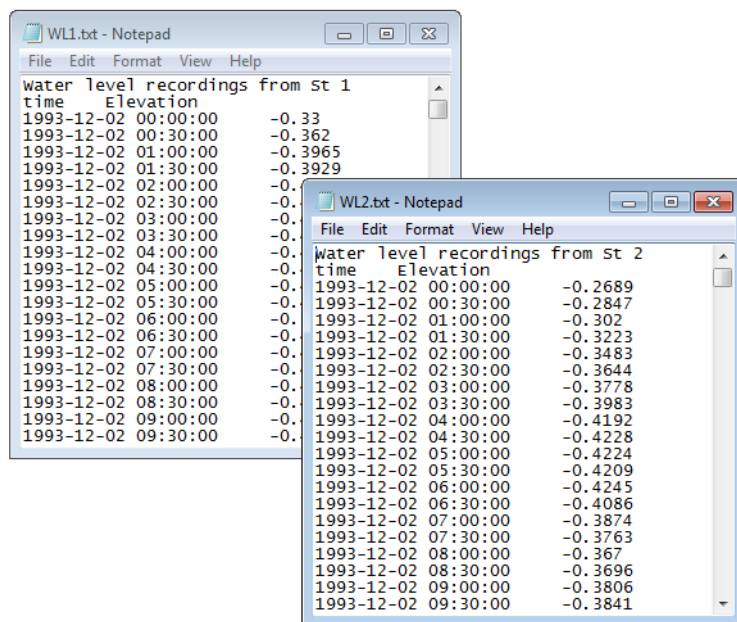 WL1.txt - Notepad
File Edit Format View Help
Water level recordings from St 1
time Elevation
1993-12-02 00:00:00 -0.33
1993-12-02 00:30:00 -0.362
1993-12-02 01:00:00 -0.3965
1993-12-02 01:30:00 -0.3929
1993-12-02 02:00:00 -0.
1993-12-02 02:30:00 -0.
1993-12-02 03:00:00 -0.
1993-12-02 03:30:00 -0.
1993-12-02 04:00:00 -0.
1993-12-02 04:30:00 -0.
1993-12-02 05:00:00 -0.
1993-12-02 05:30:00 -0.
1993-12-02 06:00:00 -0.
1993-12-02 06:30:00 -0.
1993-12-02 07:00:00 -0.
1993-12-02 07:30:00 -0.
1993-12-02 08:00:00 -0.
1993-12-02 08:30:00 -0.
1993-12-02 09:00:00 -0.
1993-12-02 09:30:00 -0.
WL2.txt - Notepad
File Edit Format View Help
Water level recordings from St 2
time Elevation
1993-12-02 00:00:00 -0.2689
1993-12-02 00:30:00 -0.2847
1993-12-02 01:00:00 -0.302
1993-12-02 01:30:00 -0.3223
1993-12-02 02:00:00 -0.3483
1993-12-02 02:30:00 -0.3644
1993-12-02 03:00:00 -0.3778
1993-12-02 03:30:00 -0.3983
1993-12-02 04:00:00 -0.4192
1993-12-02 04:30:00 -0.4228
1993-12-02 05:00:00 -0.4224
1993-12-02 05:30:00 -0.4209
1993-12-02 06:00:00 -0.4245
1993-12-02 06:30:00 -0.4086
1993-12-02 07:00:00 -0.3874
1993-12-02 07:30:00 -0.3763
1993-12-02 08:00:00 -0.367
1993-12-02 08:30:00 -0.3696
1993-12-02 09:00:00 -0.3806
1993-12-02 09:30:00 -0.3841